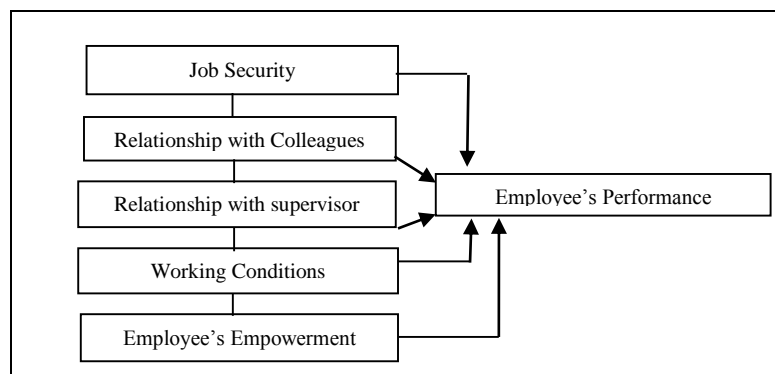 Job Security
Relationship with Colleagues
Relationship with supervisor
Employee’s Performance
Working Conditions
Employee’s Empowerment